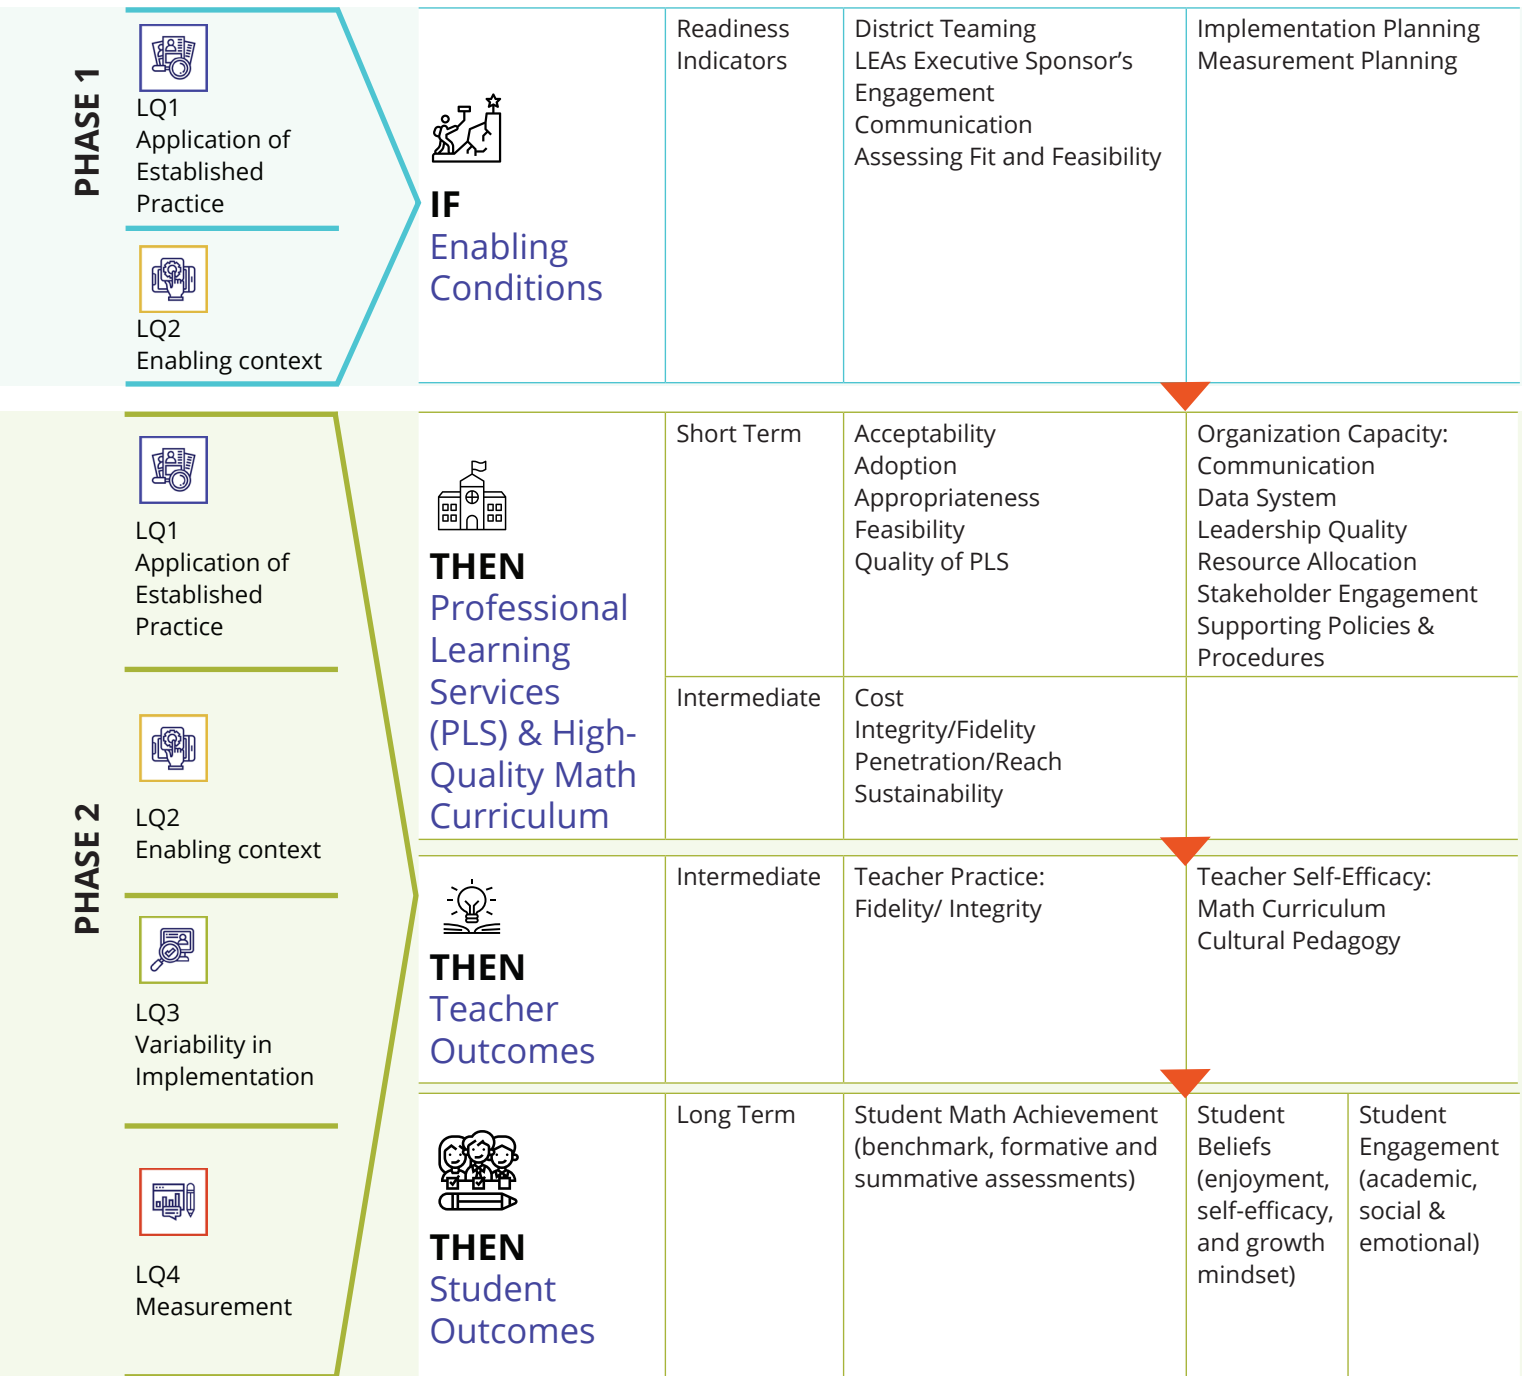 PHASE 1
LQ1
Application of
Established
Practice
LQ2
Enabling context
IF
Enabling
Conditions
Readiness
Indicators
District Teaming
LEAs Executive Sponsor’s
Engagement
Communication
Assessing Fit and Feasibility
Implementation Planning
Measurement Planning
PHASE 2
LQ1
Application of
Established
Practice
LQ2
Enabling context
LQ3
Variability in
Implementation
LQ4
Measurement
THEN
Professional
Learning
Services
(PLS) & High-
Quality Math
Curriculum
Short Term
Acceptability
Adoption
Appropriateness
Feasibility
Quality of PLS
Organization Capacity:
Communication
Data System
Leadership Quality
Resource Allocation
Stakeholder Engagement
Supporting Policies &
Procedures
Intermediate
Cost
Integrity/Fidelity
Penetration/Reach
Sustainability
THEN
Teacher
Outcomes
Intermediate
Teacher Practice:
Fidelity/ Integrity
Teacher Self-Efficacy:
Math Curriculum
Cultural Pedagogy
THEN
Student
Outcomes
Long Term
Student Math Achievement
(benchmark, formative and
summative assessments)
Student
Beliefs
(enjoyment,
self-efficacy,
and growth
mindset)
Student
Engagement
(academic,
social &
emotional)